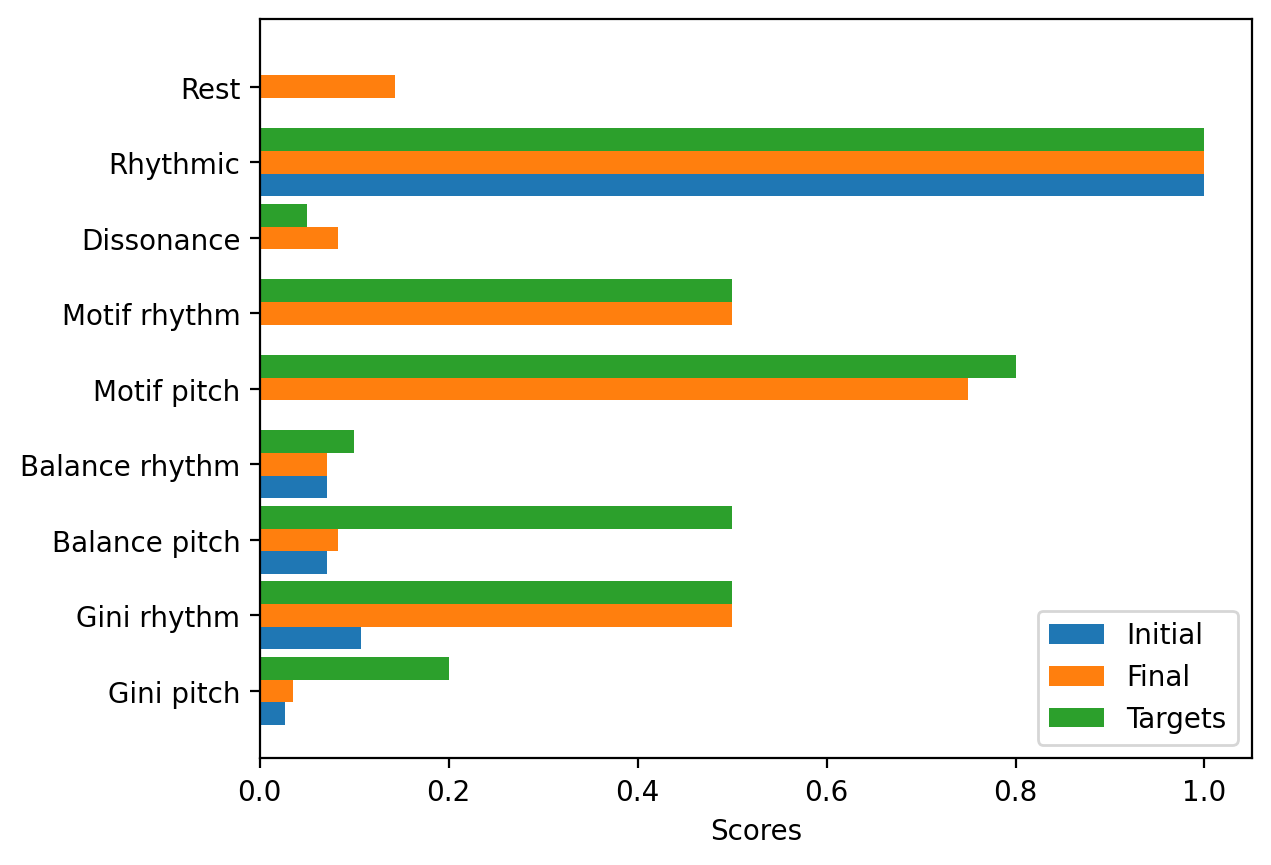 Rest
Rhythmic
Dissonance
Motif rhythm
Motif pitch
Balance rhythm
Balance pitch
Gini rhythm
Gini pitch
Initial
Final
Targets
0.0 0.2 0.4 0.6 0.8 1.0
Scores